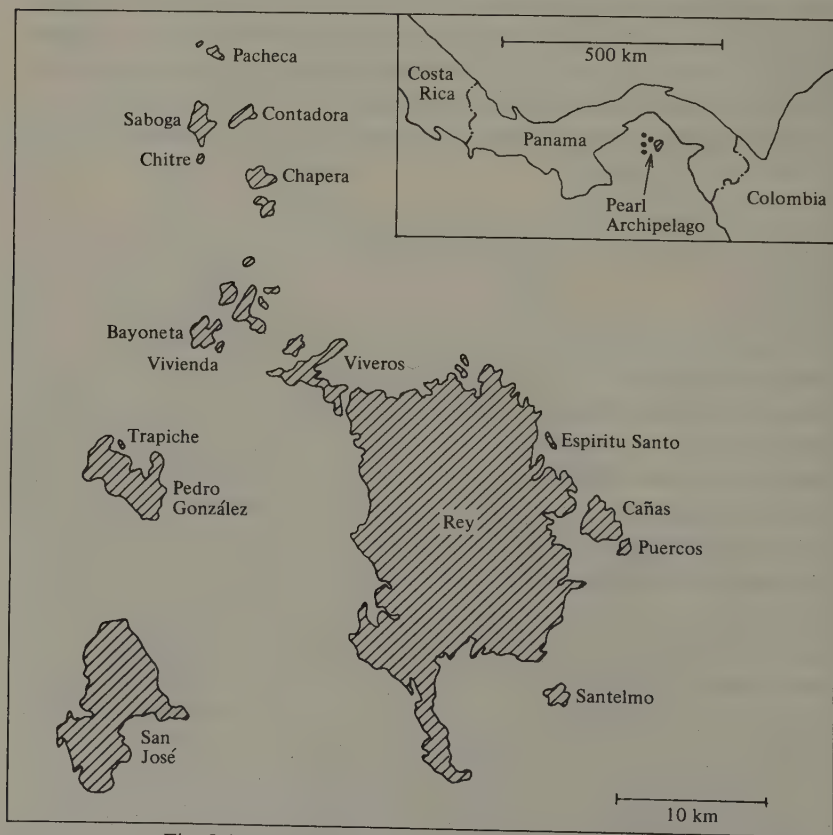 Pacheca
Saboga
Contadora
Chitre
Chapera
500 km
Costa
Rica
Panama
Pearl
Archipelago
Colombia
Bayoneta
Vivienda
Viveros
Trapiche
Pedro
González
Espiritu Santo
Cañas
Puercos
Rey
San
José
Santelmo
10 km